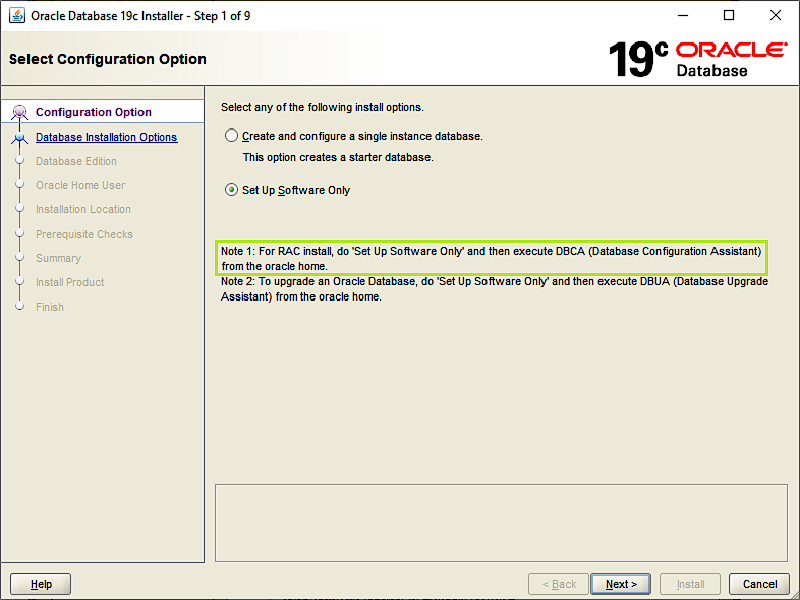 Oracle Database 19c Installer - Step 1 of 9
Select Configuration Option
19c ORACLE
Database
Configuration Option
Database Installation Options
Database Edition
Oracle Home User
Installation Location
Prerequisite Checks
Summary
Install Product
Finish
Select any of the following install options.
Create and configure a single instance database.
This option creates a starter database.
Set Up Software Only
Note 1: For RAC install, do 'Set Up Software Only' and then execute DBCA (Database Configuration Assistant)
from the oracle home.
Note 2: To upgrade an Oracle Database, do 'Set Up Software Only' and then execute DBUA (Database Upgrade
Assistant) from the oracle home.
Help
< Back
Next >
Install
Cancel